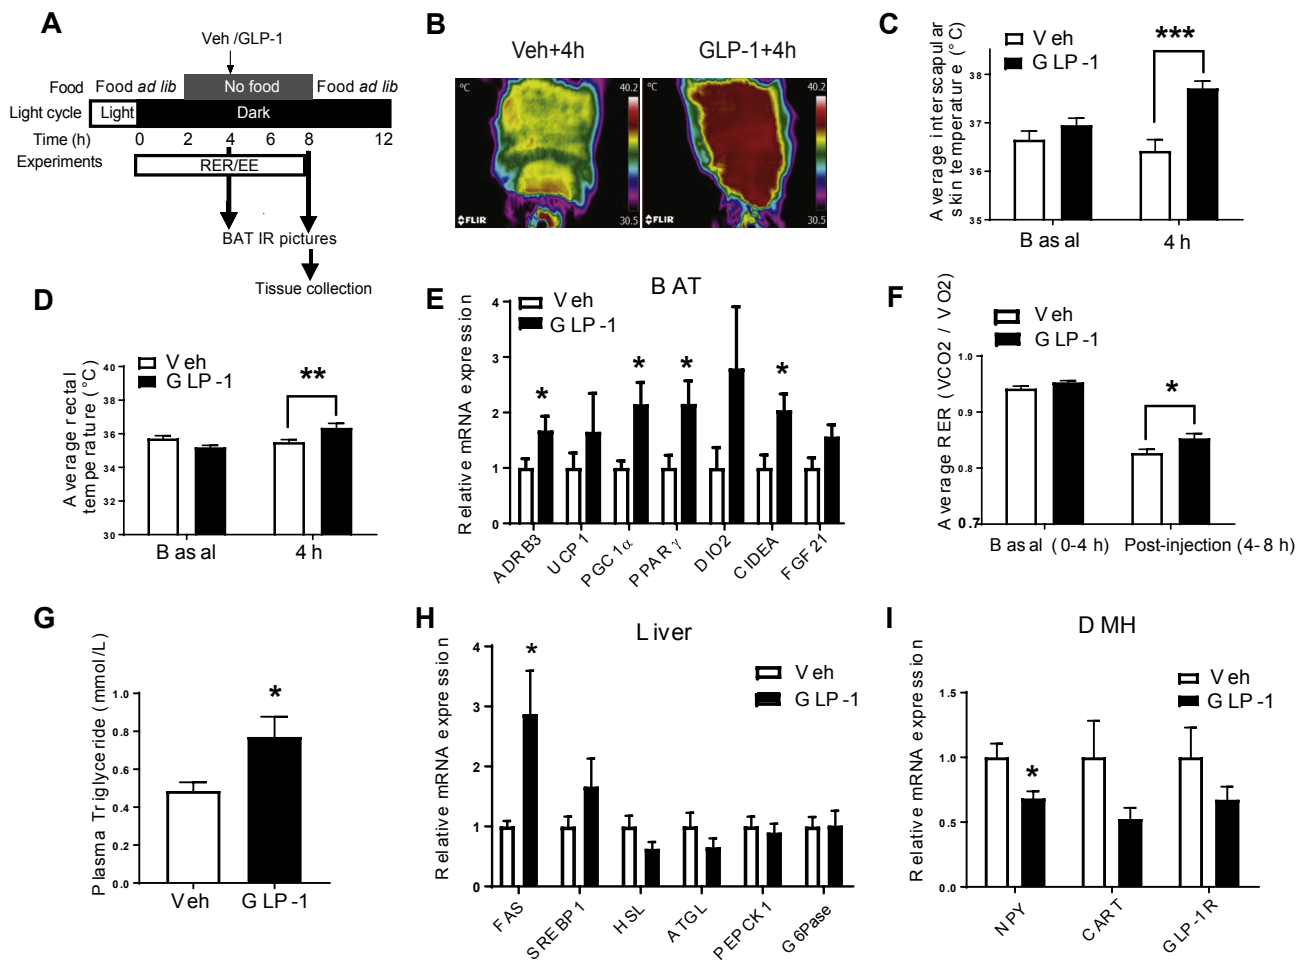 A
Veh /GLP-1
Food Food ad lib No food Food ad lib
Light cycle Light Dark
Time (h) 0 2 4 6 8 12
Experiments RER/EE
BAT IR pictures
Tissue collection
B
Veh+4h GLP-1+4h
°C 40.2 °C 40.2
FLIR 30.5 FLIR 30.5
C
Veh
GLP-1
***
Average interscapular
skin temperature (°C)
38
37
36
35
Basal 4h
D
Veh
GLP-1
**
Average rectal
temperature (°C)
40
38
36
34
32
30
Basal 4h
E
BAT
Veh
GLP-1
Relative mRNA expression
4
3
2
1
0
* * * *
ADRB3 UCP1 PGC1α PPARγ DIO2 CIDEA FGF21
F
Veh
GLP-1
*
Average RER (VCO2 / VO2)
1.0
0.9
0.8
0.7
Basal (0-4 h) Post-injection (4-8 h)
G
Plasma Triglyceride (mmol/L)
1.0
0.8
0.6
0.4
0.2
0.0
*
Veh GLP-1
H
Liver
Veh
GLP-1
Relative mRNA expression
4
3
2
1
0
*
FAS SREBP1 HSL ATGL PEPCK1 G6Pase
I
DMH
Veh
GLP-1
Relative mRNA expression
1.5
1.0
0.5
0.0
*
NPY CART GLP-1R